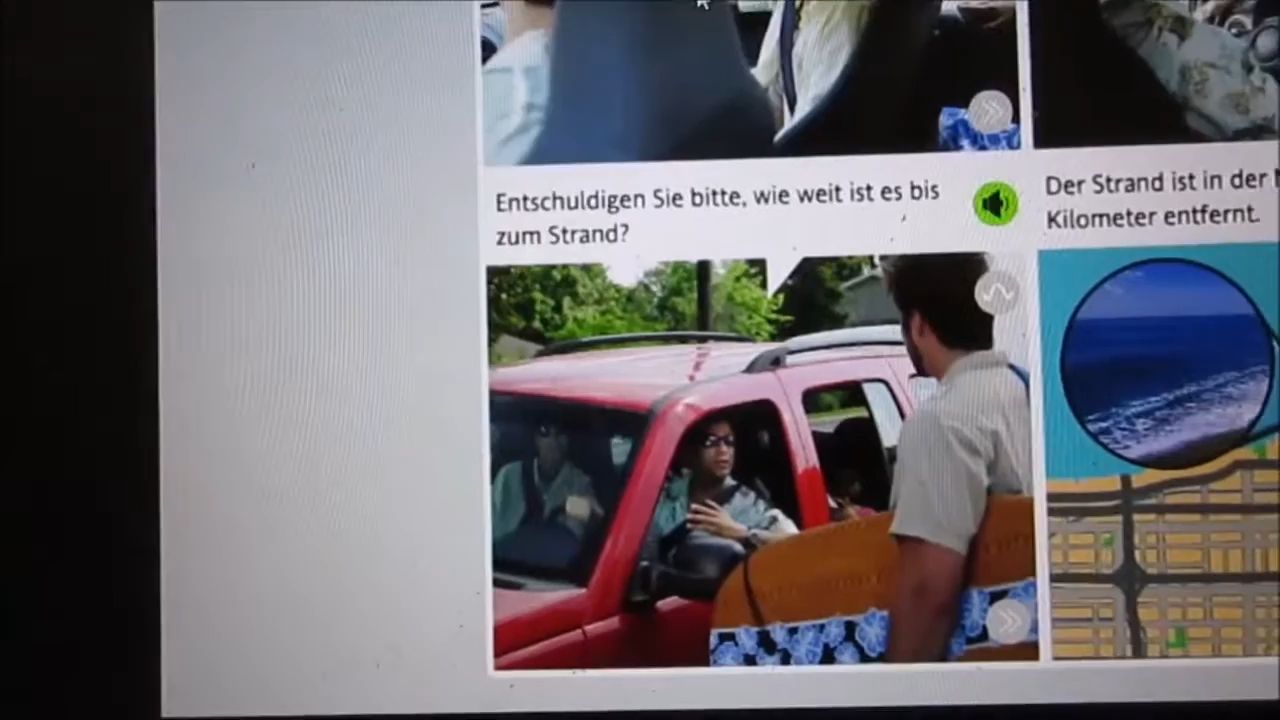 Entschuldigen Sie bitte, wie weit ist es bis
zum Strand?
Der Strand ist in der
Kilometer entfernt.